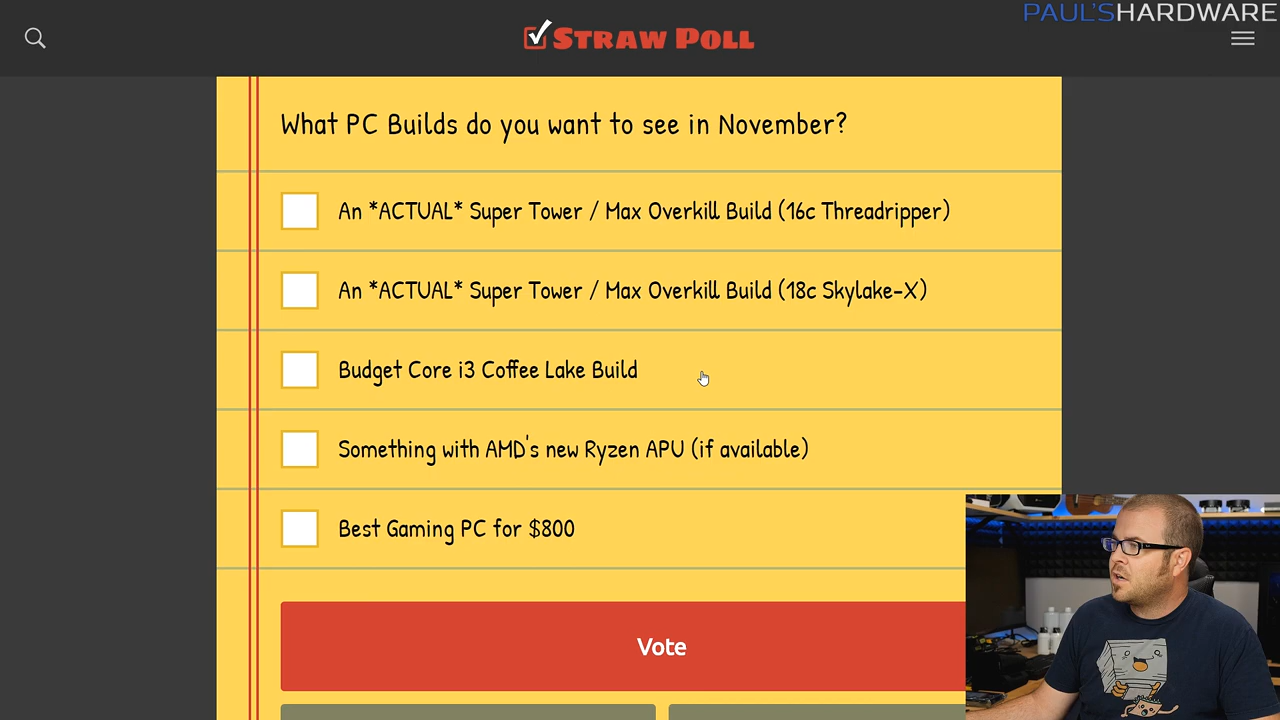 PAUL'SHARDWARE
STRAW POLL
What PC Builds do you want to see in November?
An *ACTUAL* Super Tower / Max Overkill Build (16c Threadripper)
An *ACTUAL* Super Tower / Max Overkill Build (18c Skylake-X)
Budget Core i3 Coffee Lake Build
Something with AMD's new Ryzen APU (if available)
Best Gaming PC for $800
Vote